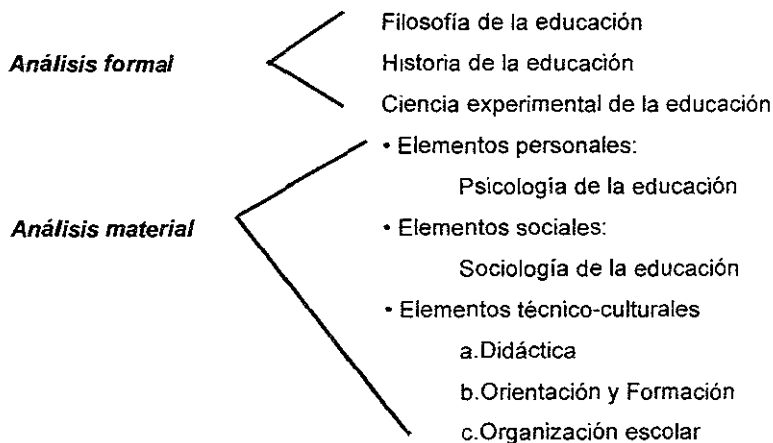 Análisis formal
Filosofía de la educación
Historia de la educación
Ciencia experimental de la educación
Análisis material
• Elementos personales:
Psicología de la educación
• Elementos sociales:
Sociología de la educación
• Elementos técnico-culturales
a.Didáctica
b.Orientación y Formación
c.Organización escolar